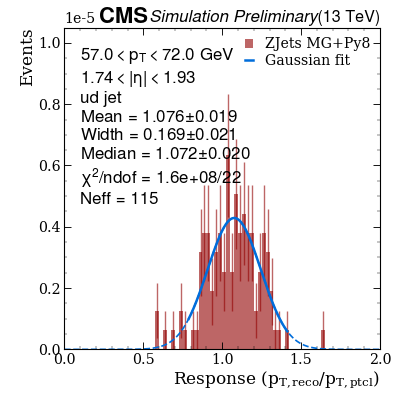 1e-5 CMS Simulation Preliminary (13 TeV)
Events
57.0 < pT < 72.0 GeV
1.74 < |η| < 1.93
ud jet
Mean = 1.076±0.019
Width = 0.169±0.021
Median = 1.072±0.020
χ²/ndof = 1.6e+08/22
Neff = 115
ZJets MG+Py8
Gaussian fit
1.0
0.8
0.6
0.4
0.2
0.0
0.0 0.5 1.0 1.5 2.0
Response (pT,reco/pT,ptcl)